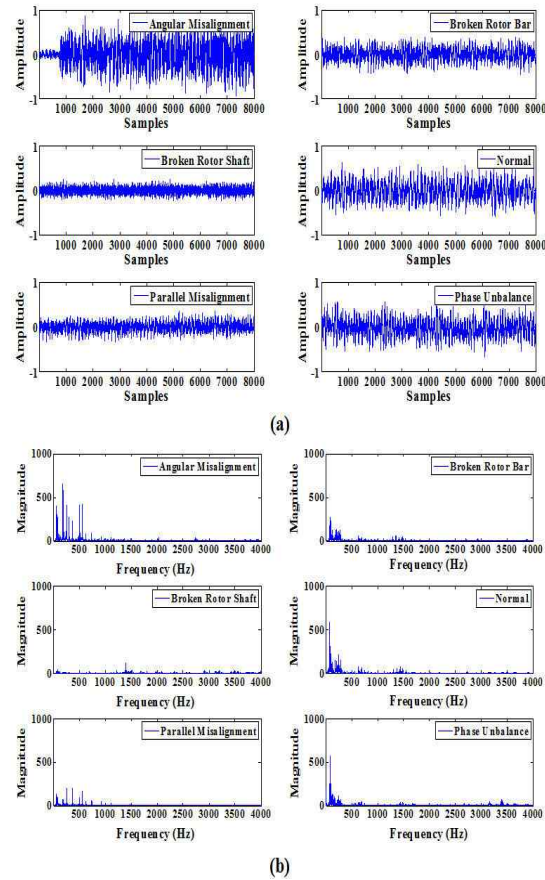 Angular Misalignment
1
0
-1
Amplitude
1000 2000 3000 4000 5000 6000 7000 8000
Samples
Broken Rotor Bar
1
0
-1
Amplitude
1000 2000 3000 4000 5000 6000 7000 8000
Samples
Broken Rotor Shaft
1
0
-1
Amplitude
1000 2000 3000 4000 5000 6000 7000 8000
Samples
Normal
1
0
-1
Amplitude
1000 2000 3000 4000 5000 6000 7000 8000
Samples
Parallel Misalignment
1
0
-1
Amplitude
1000 2000 3000 4000 5000 6000 7000 8000
Samples
Phase Unbalance
1
0
-1
Amplitude
1000 2000 3000 4000 5000 6000 7000 8000
Samples
(a)
Angular Misalignment
1000
500
0
Magnitude
500 1000 1500 2000 2500 3000 3500 4000
Frequency (Hz)
Broken Rotor Bar
1000
500
0
Magnitude
500 1000 1500 2000 2500 3000 3500 4000
Frequency (Hz)
Broken Rotor Shaft
1000
500
0
Magnitude
500 1000 1500 2000 2500 3000 3500 4000
Frequency (Hz)
Normal
1000
500
0
Magnitude
500 1000 1500 2000 2500 3000 3500 4000
Frequency (Hz)
Parallel Misalignment
1000
500
0
Magnitude
500 1000 1500 2000 2500 3000 3500 4000
Frequency (Hz)
Phase Unbalance
1000
500
0
Magnitude
500 1000 1500 2000 2500 3000 3500 4000
Frequency (Hz)
(b)